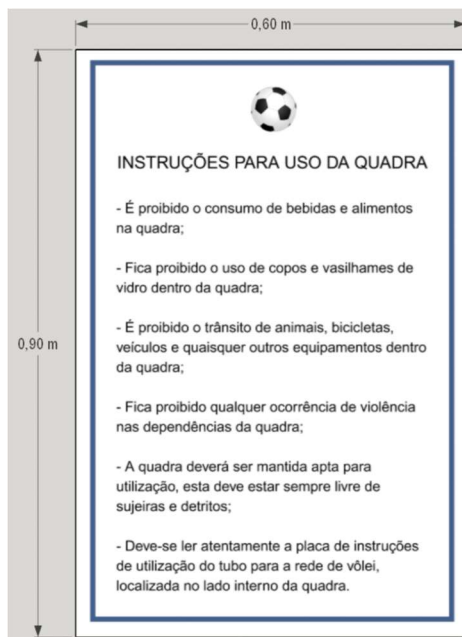 0,60 m
INSTRUÇÕES PARA USO DA QUADRA
- É proibido o consumo de bebidas e alimentos
na quadra;
- Fica proibido o uso de copos e vasilhames de
vidro dentro da quadra;
- É proibido o trânsito de animais, bicicletas,
veículos e quaisquer outros equipamentos dentro
da quadra;
0,90 m
- Fica proibido qualquer ocorrência de violência
nas dependências da quadra;
- A quadra deverá ser mantida apta para
utilização, esta deve estar sempre livre de
sujeiras e detritos;
- Deve-se ler atentamente a placa de instruções
de utilização do tubo para a rede de vôlei,
localizada no lado interno da quadra.